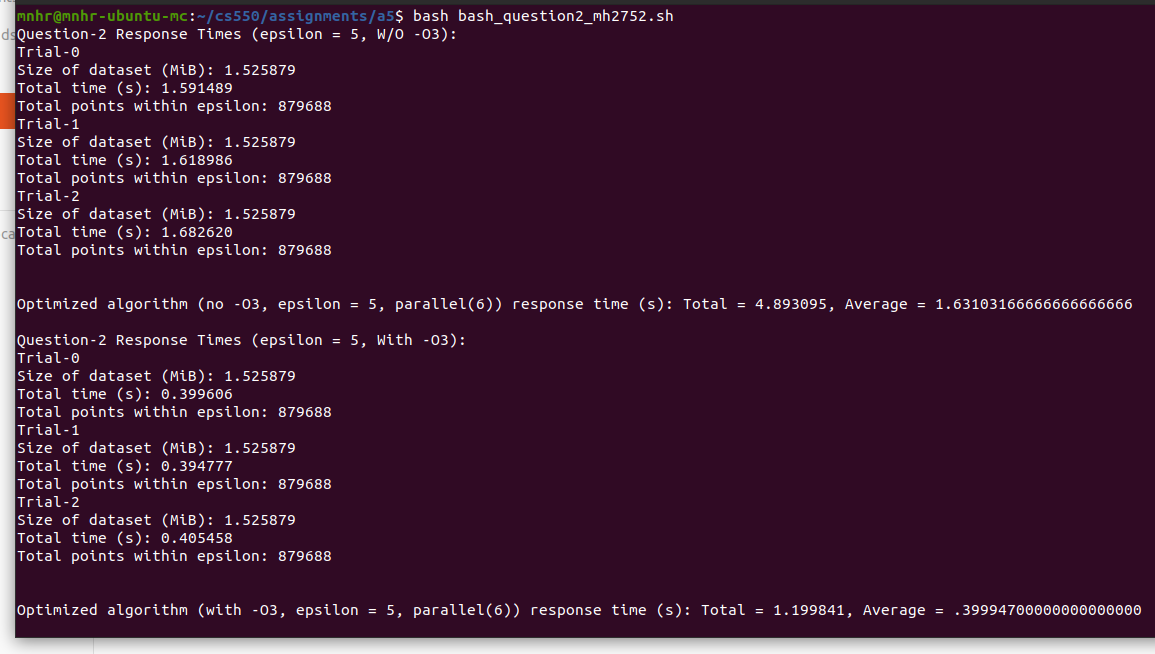 mnhr@mnhr-ubuntu-mc:~/cs550/assignments/a5$ bash bash_question2_mh2752.sh
Question-2 Response Times (epsilon = 5, W/O -O3):
Trial-0
Size of dataset (MiB): 1.525879
Total time (s): 1.591489
Total points within epsilon: 879688
Trial-1
Size of dataset (MiB): 1.525879
Total time (s): 1.618986
Total points within epsilon: 879688
Trial-2
Size of dataset (MiB): 1.525879
Total time (s): 1.682620
Total points within epsilon: 879688
Optimized algorithm (no -O3, epsilon = 5, parallel(6)) response time (s): Total = 4.893095, Average = 1.63103166666666666666
Question-2 Response Times (epsilon = 5, With -O3):
Trial-0
Size of dataset (MiB): 1.525879
Total time (s): 0.399606
Total points within epsilon: 879688
Trial-1
Size of dataset (MiB): 1.525879
Total time (s): 0.394777
Total points within epsilon: 879688
Trial-2
Size of dataset (MiB): 1.525879
Total time (s): 0.405458
Total points within epsilon: 879688
Optimized algorithm (with -O3, epsilon = 5, parallel(6)) response time (s): Total = 1.199841, Average = .39994700000000000000